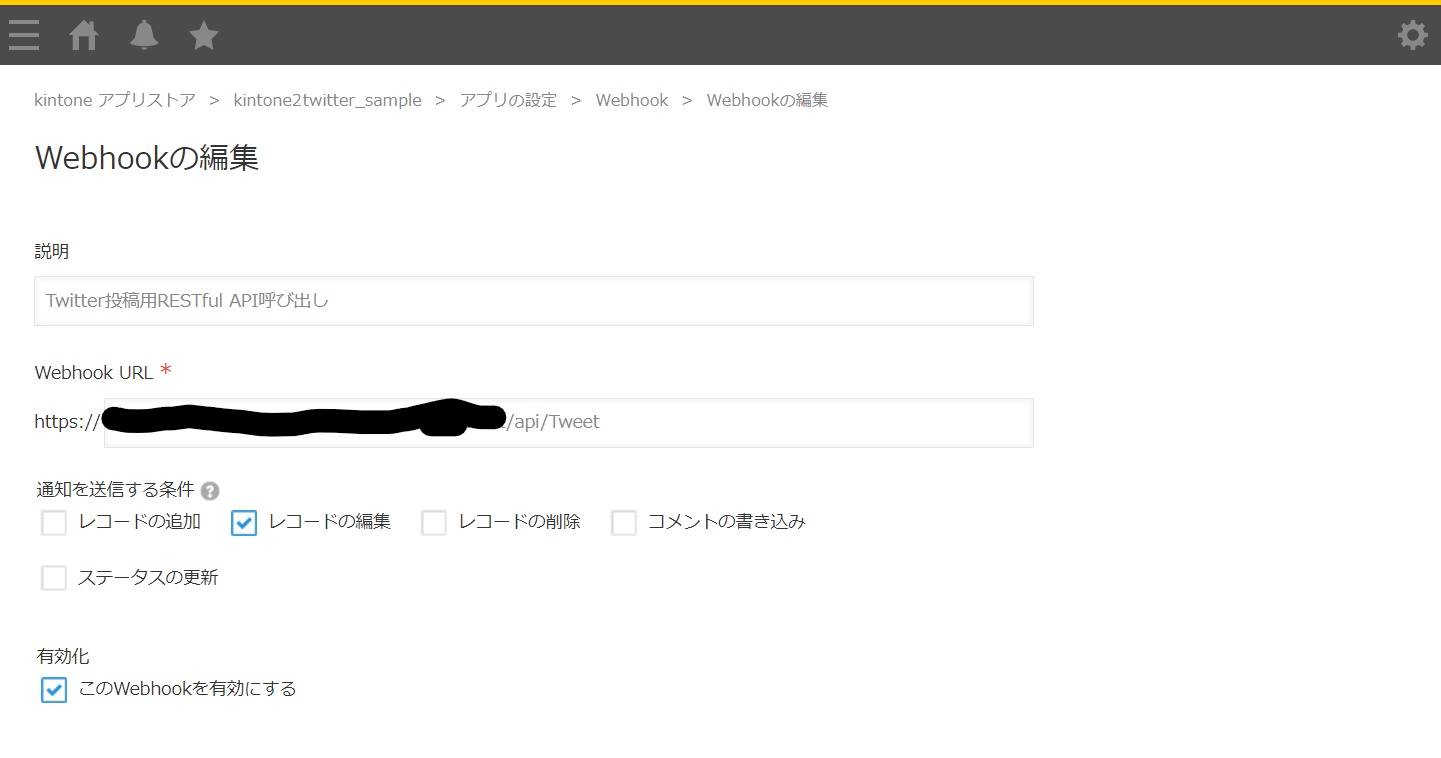 kintone アプリストア > kintone2twitter_sample > アプリの設定 > Webhook > Webhookの編集
Webhookの編集
説明
Twitter投稿用RESTful API呼び出し
Webhook URL *
https:// /api/Tweet
通知を送信する条件 ?
レコードの追加 レコードの編集 レコードの削除 コメントの書き込み
ステータスの更新
有効化
このWebhookを有効にする